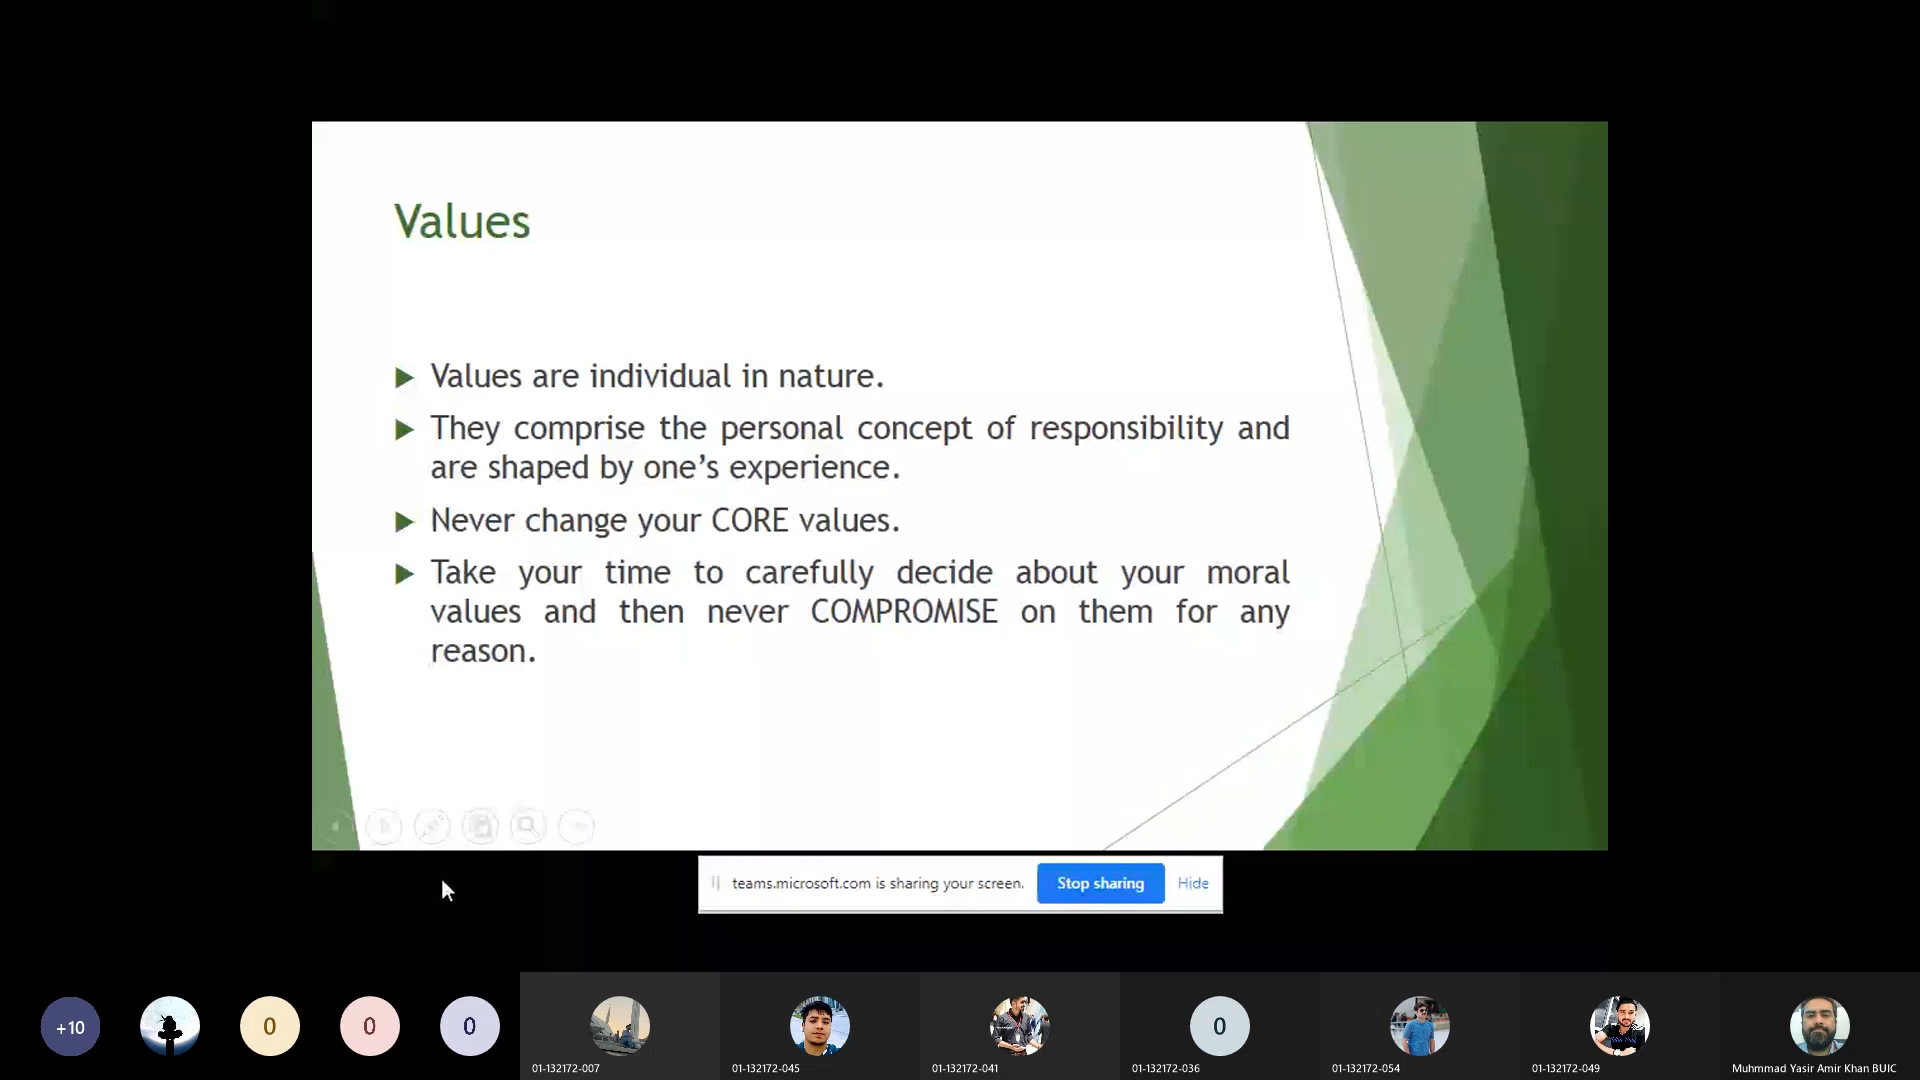 Values
Values are individual in nature.
They comprise the personal concept of responsibility and
are shaped by one’s experience.
Never change your CORE values.
Take your time to carefully decide about your moral
values and then never COMPROMISE on them for any
reason.
teams.microsoft.com is sharing your screen.
Stop sharing
Hide
+10
0
0
0
0
01-132172-007
01-132172-045
01-132172-041
01-132172-036
01-132172-054
01-132172-049
Muhmmad Yasir Amir Khan BUIC